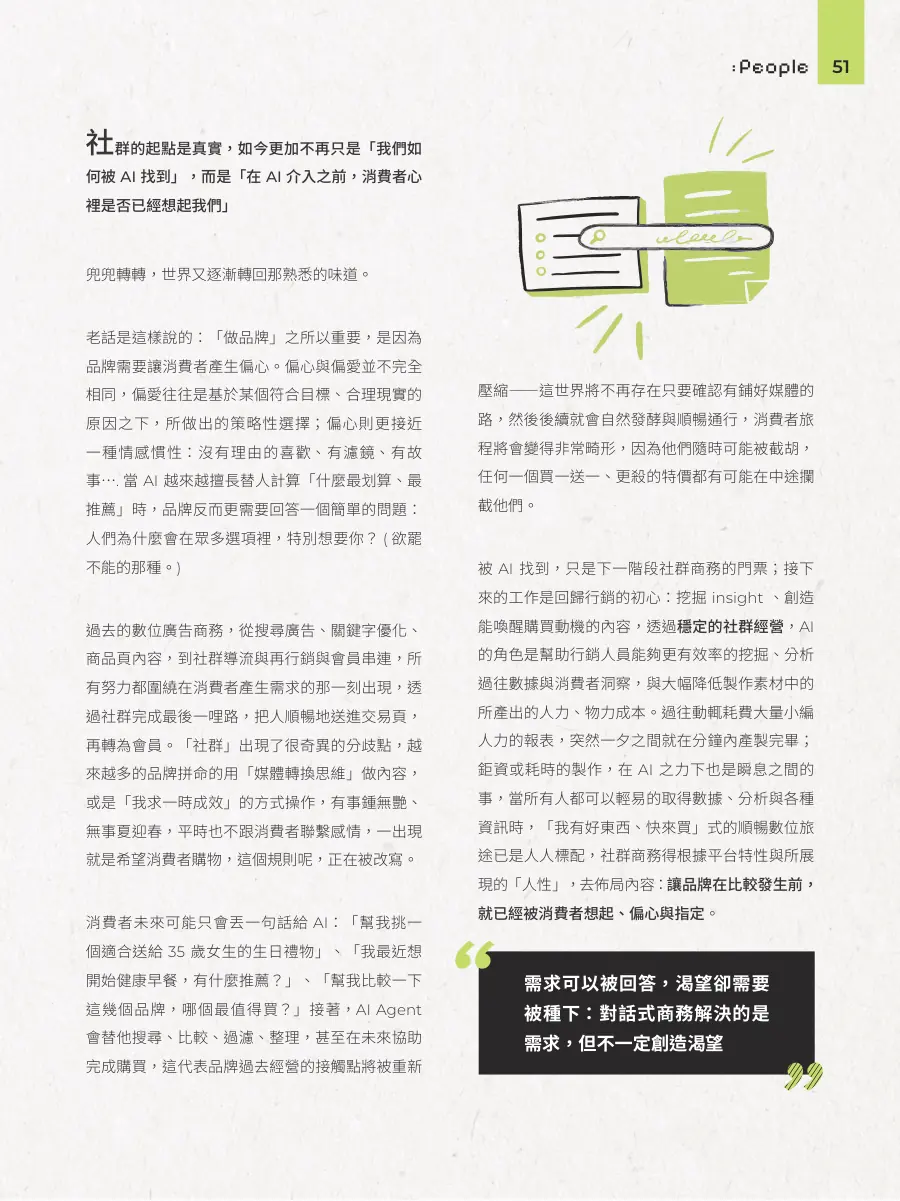 :People 51
社群的起點是真實，如今更加不再只是「我們如
何被 AI 找到」，而是「在 AI 介入之前，消費者心
裡是否已經想起我們」
兜兜轉轉，世界又逐漸轉回那熟悉的味道。
老話是這樣說的：「做品牌」之所以重要，是因為
品牌需要讓消費者產生偏心。偏心與偏愛並不完全
相同，偏愛往往是基於某個符合目標、合理現實的
原因之下，所做出的策略性選擇；偏心則更接近
一種情感慣性：沒有理由的喜歡、有濾鏡、有故
事…. 當 AI 越來越擅長替人計算「什麼最划算、最
推薦」時，品牌反而更需要回答一個簡單的問題：
人們為什麼會在眾多選項裡，特別想要你？ ( 欲罷
不能的那種。)
過去的數位廣告商務，從搜尋廣告、關鍵字優化、
商品頁內容，到社群導流與再行銷與會員串連，所
有努力都圍繞在消費者產生需求的那一刻出現，透
過社群完成最後一哩路，把人順暢地送進交易頁，
再轉為會員。「社群」出現了很奇異的分歧點，越
來越多的品牌拼命的用「媒體轉換思維」做內容，
或是「我求一時成效」的方式操作，有事鍾無艷、
無事夏迎春，平時也不跟消費者聯繫感情，一出現
就是希望消費者購物，這個規則呢，正在被改寫。
消費者未來可能只會丟一句話給 AI：「幫我挑一
個適合送給 35 歲女生的生日禮物」、「我最近想
開始健康早餐，有什麼推薦？」、「幫我比較一下
這幾個品牌，哪個最值得買？」接著，AI Agent
會替他搜尋、比較、過濾、整理，甚至在未來協助
完成購買，這代表品牌過去經營的接觸點將被重新
壓縮——這世界將不再存在只要確認有鋪好媒體的
路，然後後續就會自然發酵與順暢通行，消費者旅
程將會變得非常畸形，因為他們隨時可能被截胡，
任何一個買一送一、更殺的特價都有可能在中途攔
截他們。
被 AI 找到，只是下一階段社群商務的門票；接下
來的工作是回歸行銷的初心：挖掘 insight 、創造
能喚醒購買動機的內容，透過穩定的社群經營，AI
的角色是幫助行銷人員能夠更有效率的挖掘、分析
過往數據與消費者洞察，與大幅降低製作素材中的
所產出的人力、物力成本。過往動輒耗費大量小編
人力的報表，突然一夕之間就在分鐘內產製完畢；
鉅資或耗時的製作，在 AI 之力下也是瞬息之間的
事，當所有人都可以輕易的取得數據、分析與各種
資訊時，「我有好東西、快來買」式的順暢數位旅
途已是人人標配，社群商務得根據平台特性與所展
現的「人性」，去佈局內容：讓品牌在比較發生前，
就已經被消費者想起、偏心與指定。
需求可以被回答，渴望卻需要
被種下：對話式商務解決的是
需求，但不一定創造渴望